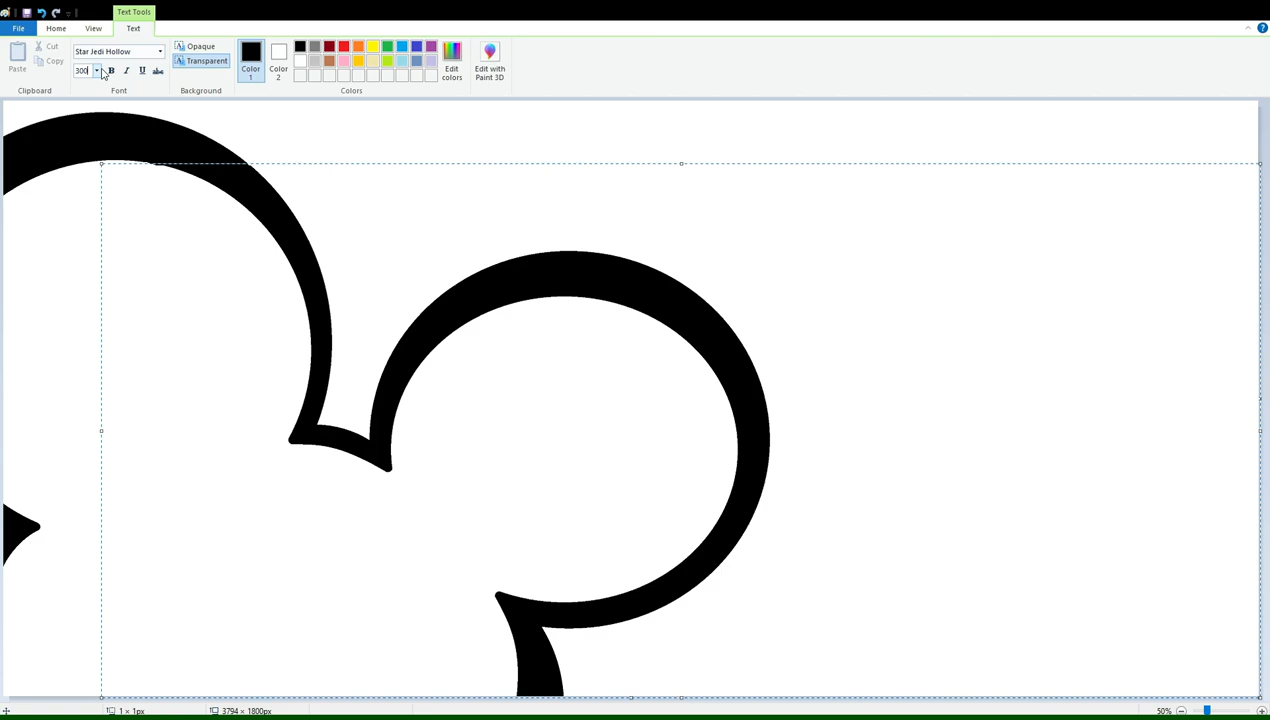 Text Tools
File Home View Text
Paste
Cut
Copy
Clipboard
Star Jedi Hollow
300
B I U abc
Font
Opaque
Transparent
Background
Color 1
Color 2
Edit colors
Colors
Edit with Paint 3D
1 × 1px
3794 × 1800px
50%